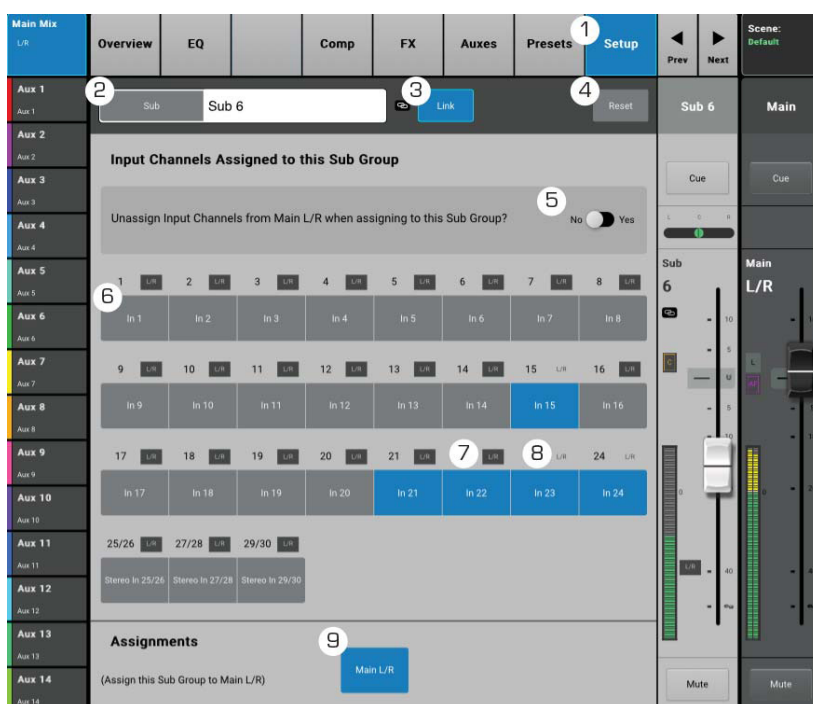 Main Mix
L/R
Overview
EQ
Comp
FX
Auxes
Presets
1
Setup
Prev
Next
Scene:
Default
Aux 1
Aux 1
Aux 2
Aux 2
Aux 3
Aux 3
Aux 4
Aux 4
Aux 5
Aux 5
Aux 6
Aux 6
Aux 7
Aux 7
Aux 8
Aux 8
Aux 9
Aux 9
Aux 10
Aux 10
Aux 11
Aux 11
Aux 12
Aux 12
Aux 13
Aux 13
Aux 14
Aux 14
2
Sub
Sub 6
3
Link
4
Reset
Input Channels Assigned to this Sub Group
Unassign Input Channels from Main L/R when assigning to this Sub Group?
5
No
Yes
1 L/R 2 L/R 3 L/R 4 L/R 5 L/R 6 L/R 7 L/R 8 L/R
6
In 1 In 2 In 3 In 4 In 5 In 6 In 7 In 8
9 L/R 10 L/R 11 L/R 12 L/R 13 L/R 14 L/R 15 L/R 16 L/R
In 9 In 10 In 11 In 12 In 13 In 14 In 15 In 16
17 L/R 18 L/R 19 L/R 20 L/R 21 L/R 7 L/R 8 L/R 24 L/R
In 17 In 18 In 19 In 20 In 21 In 22 In 23 In 24
25/26 L/R 27/28 L/R 29/30 L/R
Stereo In 25/26 Stereo In 27/28 Stereo In 29/30
Assignments
9
(Assign this Sub Group to Main L/R)
Main L/R
Sub 6
Cue
L C R
Sub
6
10
5
C
U
5
10
0
L/R
40
∞
Mute
Main
Cue
Main
L/R
L
0
Mute